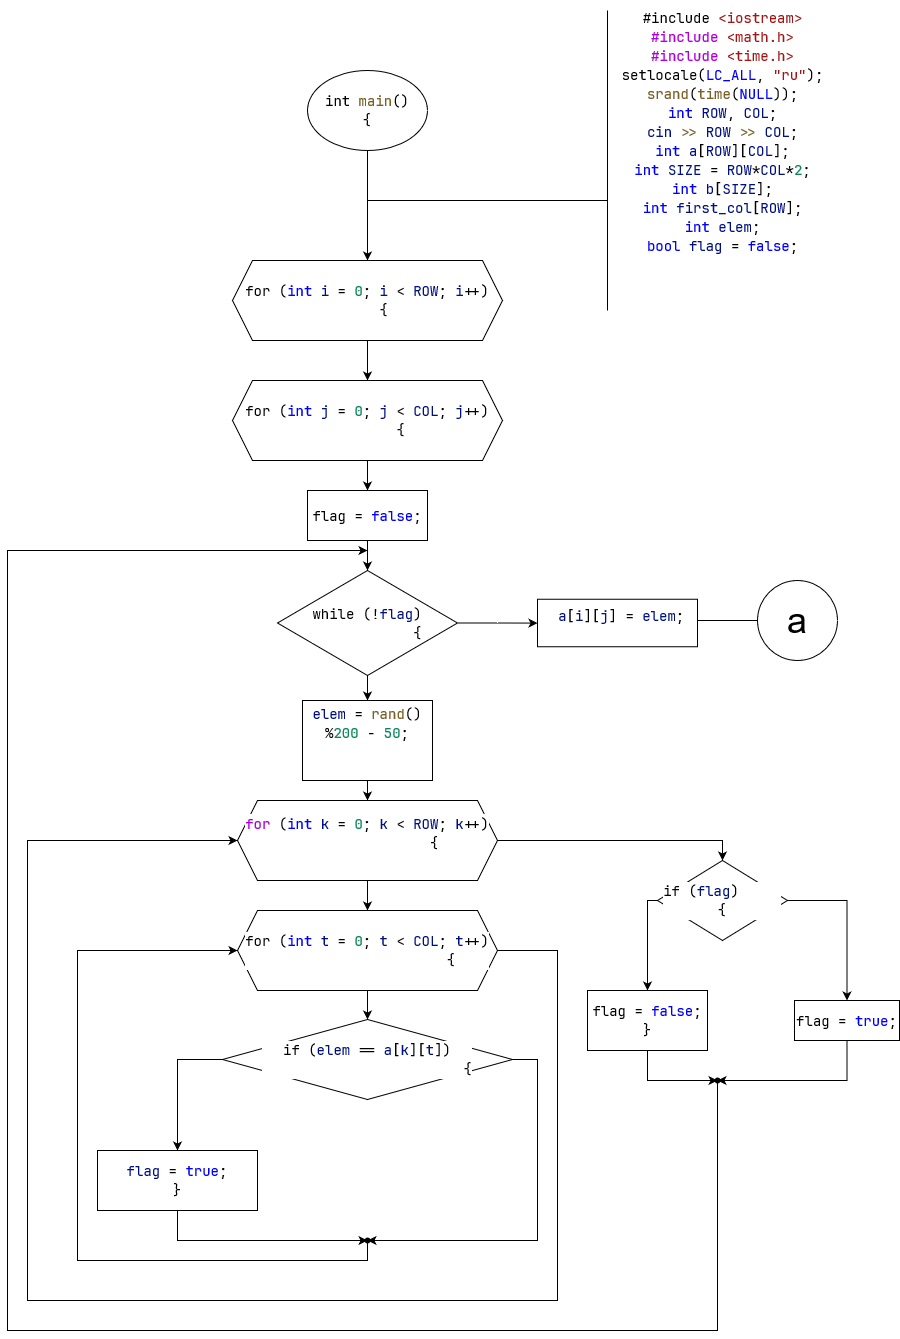 #include <iostream>
#include <math.h>
#include <time.h>
setlocale(LC_ALL, "ru");
srand(time(NULL));
int ROW, COL;
cin >> ROW >> COL;
int a[ROW][COL];
int SIZE = ROW*COL*2;
int b[SIZE];
int first_col[ROW];
int elem;
bool flag = false;
int main()
{
for (int i = 0; i < ROW; i++)
{
for (int j = 0; j < COL; j++)
{
flag = false;
while (!flag)
{
a[i][j] = elem;
a
elem = rand()
%200 - 50;
for (int k = 0; k < ROW; k++)
{
if (flag)
{
for (int t = 0; t < COL; t++)
{
flag = false;
}
flag = true;
if (elem == a[k][t])
{
flag = true;
}